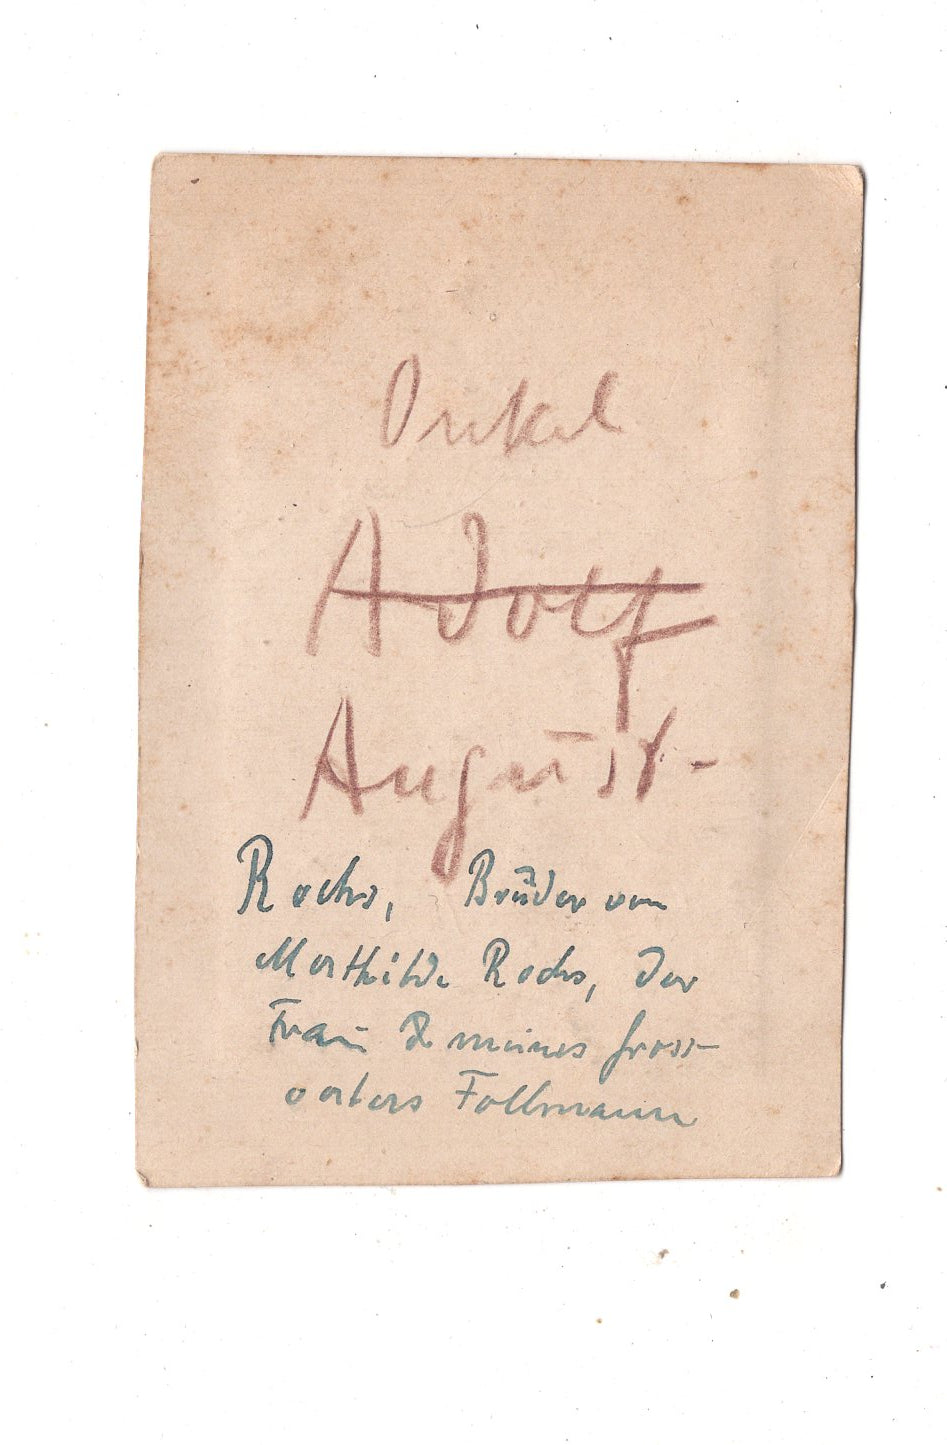 Onkel
Adolf
August-
Rochs, Bruder von
Mathilde Rochs, der
Frau meines Gross-
vaters Follmann